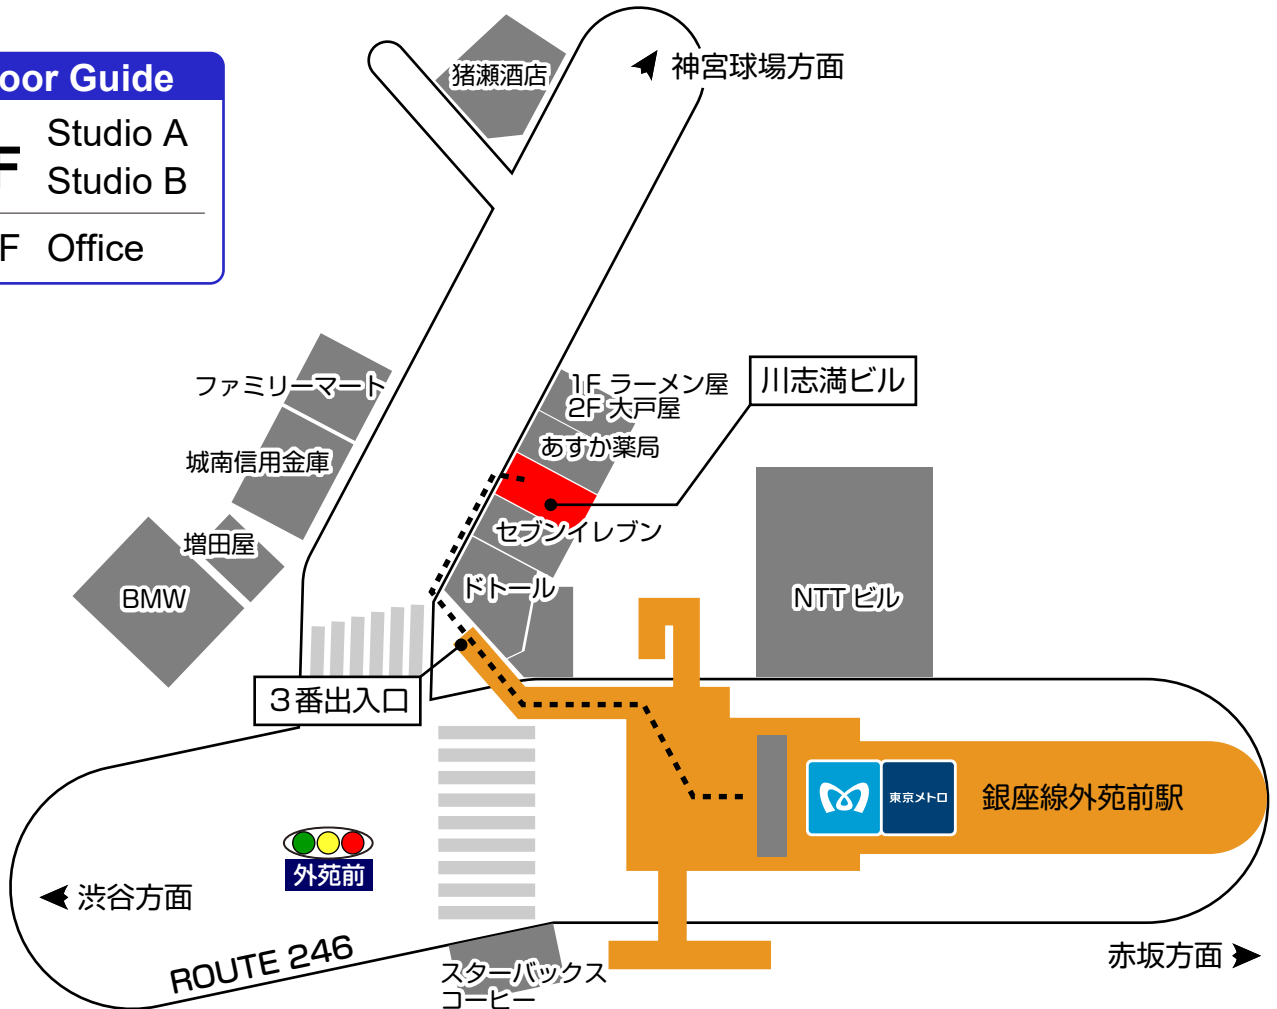 oor Guide
Studio A
Studio B
F
F Office
猪瀬酒店
神宮球場方面
ファミリーマート
城南信用金庫
増田屋
BMW
1F ラーメン屋
2F 大戸屋
あすか薬局
川志満ビル
セブンイレブン
ドトール
NTTビル
3番出入口
東京メトロ
銀座線外苑前駅
外苑前
渋谷方面
ROUTE 246
スターバックス
コーヒー
赤坂方面